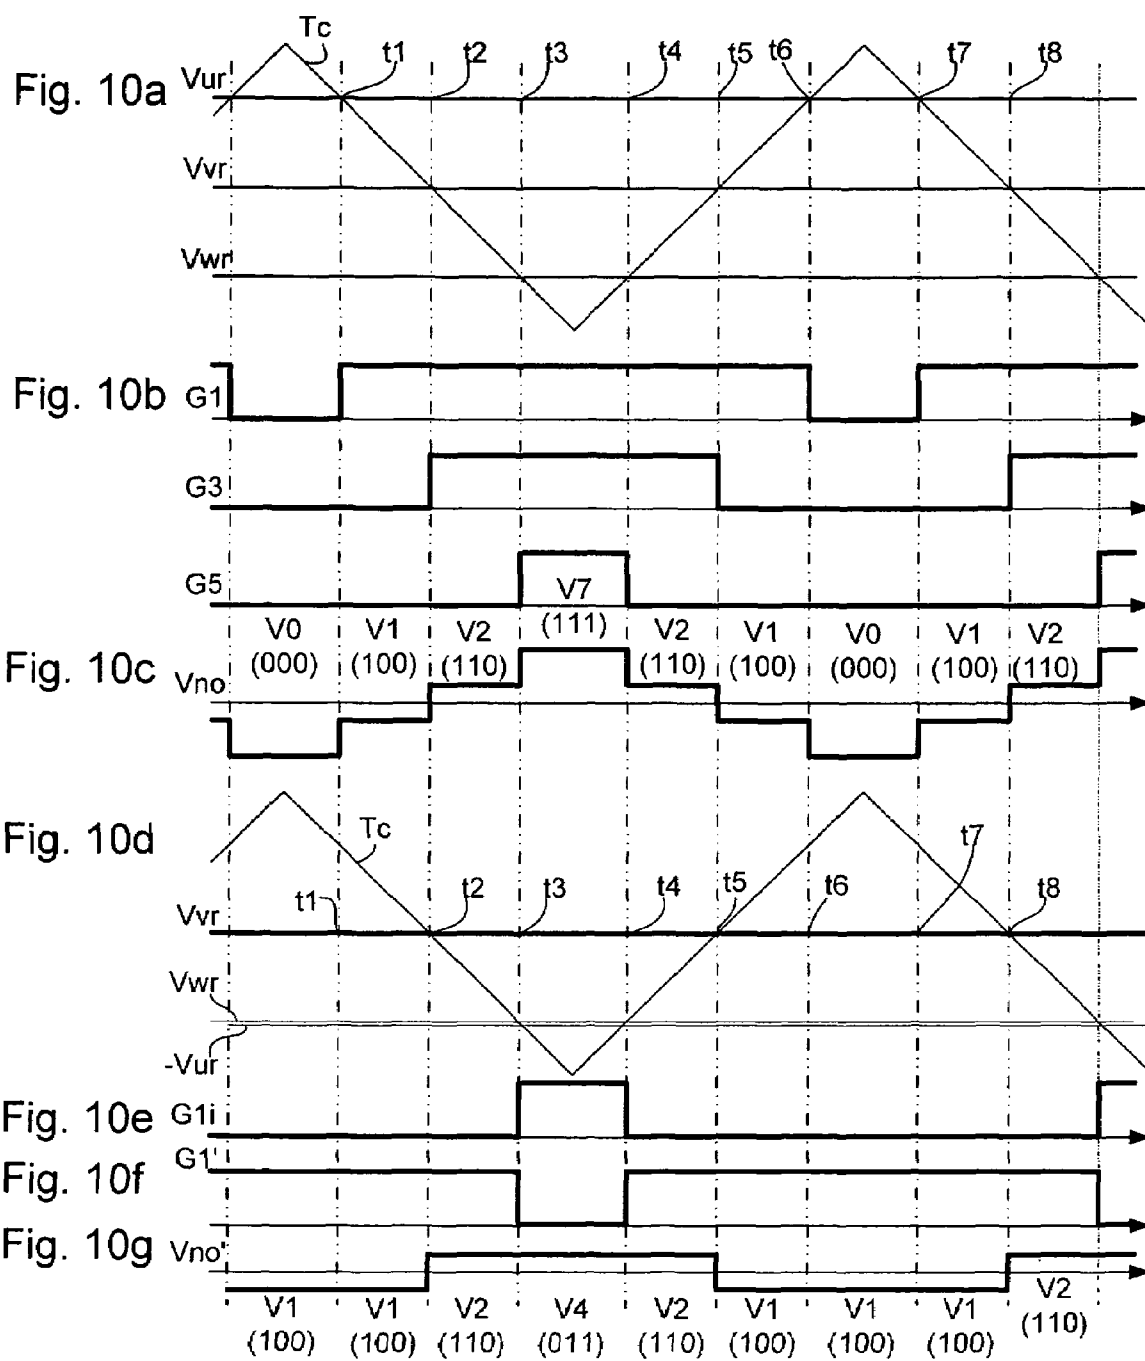 Tc t1 t2 t3 t4 t5 t6 t7 t8
Fig. 10a Vur
Vvr
Vwr
Fig. 10b G1
G3
G5
V7
(111)
V0 V1 V2 V2 V1 V0 V1 V2
(000) (100) (110) (110) (100) (000) (100) (110)
Fig. 10c Vno
Fig. 10d Tc t7
Vvr t1 t2 t3 t4 t5 t6 t8
Vwr
-Vur
Fig. 10e G1i
Fig. 10f G1'
Fig. 10g Vno'
V1 V1 V2 V4 V2 V1 V1 V1 V2
(100) (100) (110) (011) (110) (100) (100) (100) (110)